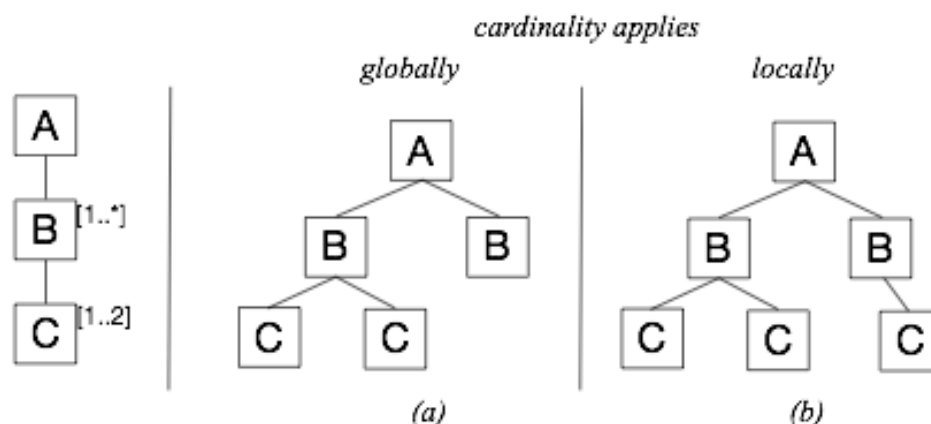 cardinality applies
globally
locally
A
B [1..*]
C [1..2]
A
B B
C C
(a)
A
B B
C C C
(b)